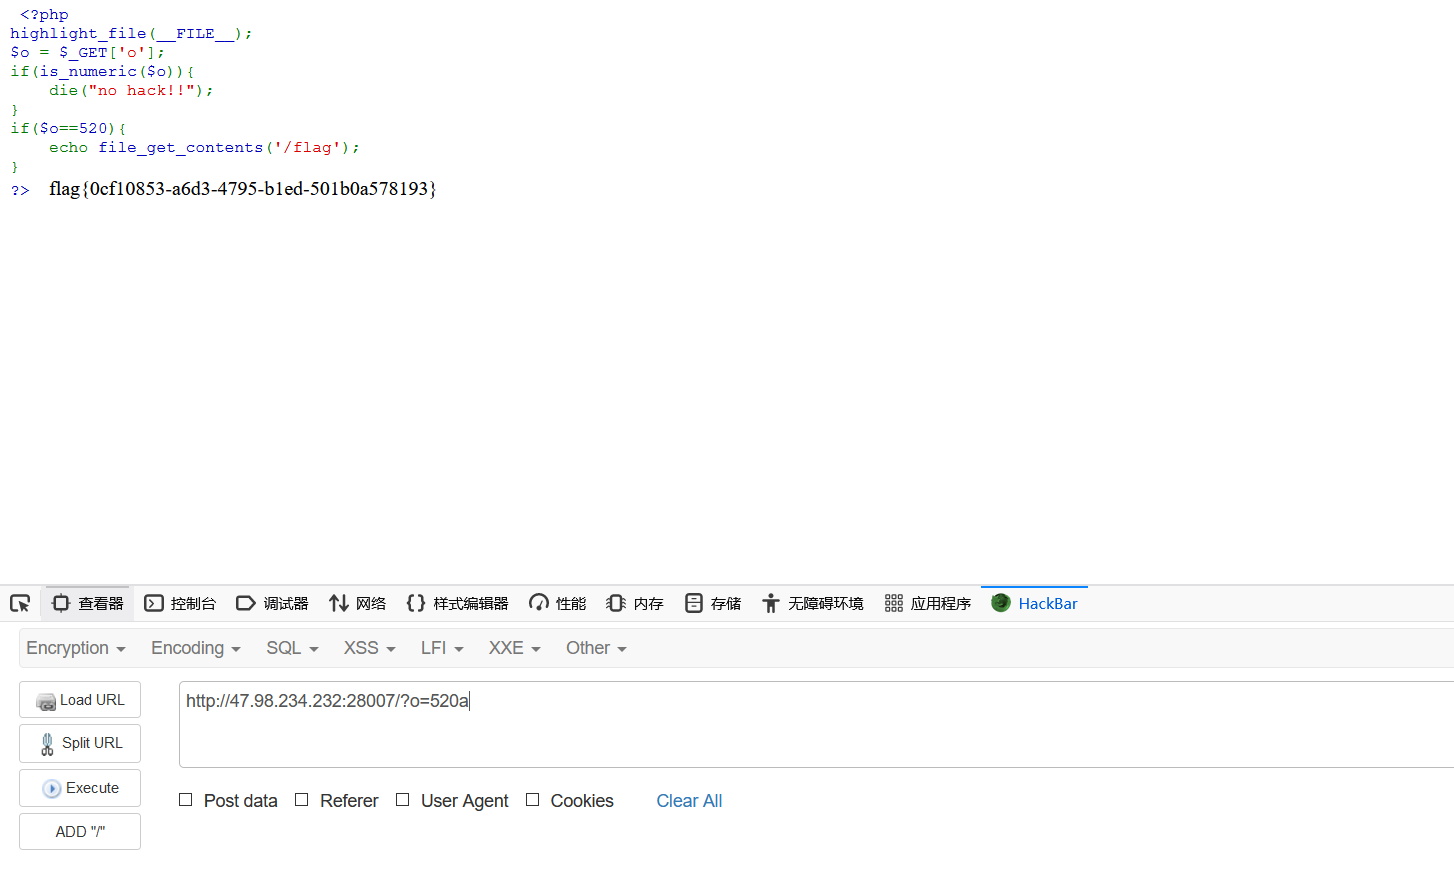 <?php
highlight_file(__FILE__);
$o = $_GET['o'];
if(is_numeric($o)){
    die("no hack!!");
}
if($o==520){
    echo file_get_contents('/flag');
}
?> flag{0cf10853-a6d3-4795-b1ed-501b0a578193}
查看器 控制台 调试器 网络 {} 样式编辑器 性能 内存 存储 无障碍环境 应用程序 HackBar
Encryption Encoding SQL XSS LFI XXE Other
Load URL http://47.98.234.232:28007/?o=520a
Split URL
Execute Post data Referer User Agent Cookies Clear All
ADD "/"